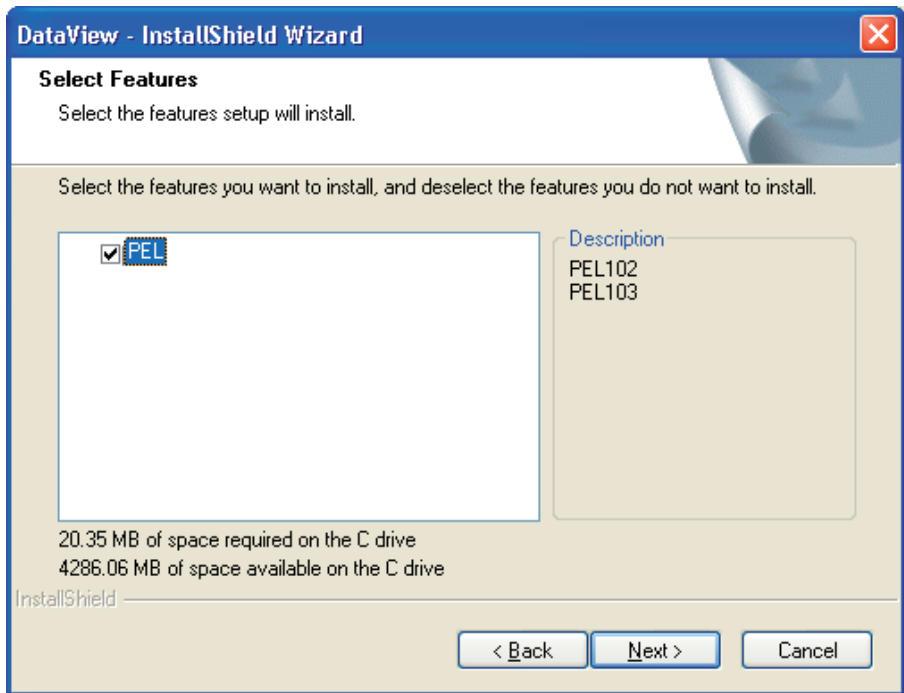 DataView - InstallShield Wizard
Select Features
Select the features setup will install.
Select the features you want to install, and deselect the features you do not want to install.
PEL
Description
PEL102
PEL103
20.35 MB of space required on the C drive
4286.06 MB of space available on the C drive
InstallShield
< Back
Next >
Cancel